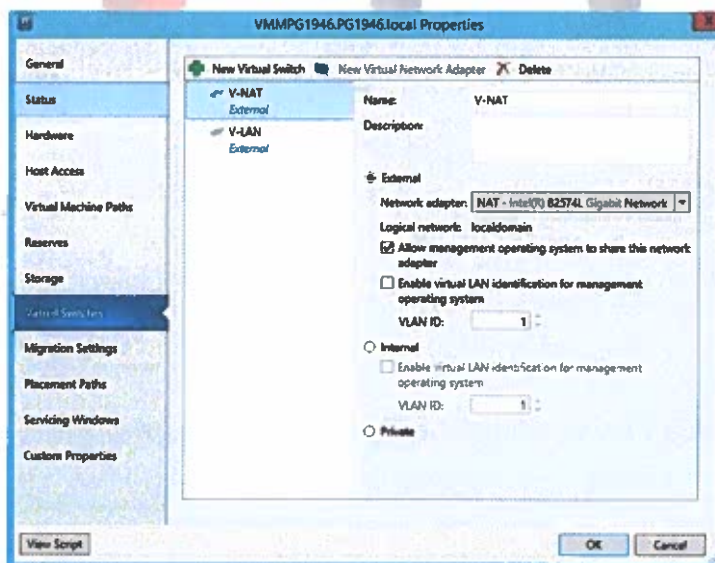 VMMPG1946.PG1946.local Properties
General
Status
Hardware
Host Access
Virtual Machine Paths
Reserves
Storage
Virtual Switches
Migration Settings
Placement Paths
Servicing Windows
Custom Properties
New Virtual Switch New Virtual Network Adapter Delete
V-NAT
External
V-LAN
External
Name: V-NAT
Description:
External
Network adapter: NAT - Intel(R) 82574L Gigabit Network
Logical network: localdomain
Allow management operating system to share this network
adapter
Enable virtual LAN identification for management
operating system
VLAN ID: 1
Internal
Enable virtual LAN identification for management
operating system
VLAN ID: 1
Private
View Script OK Cancel